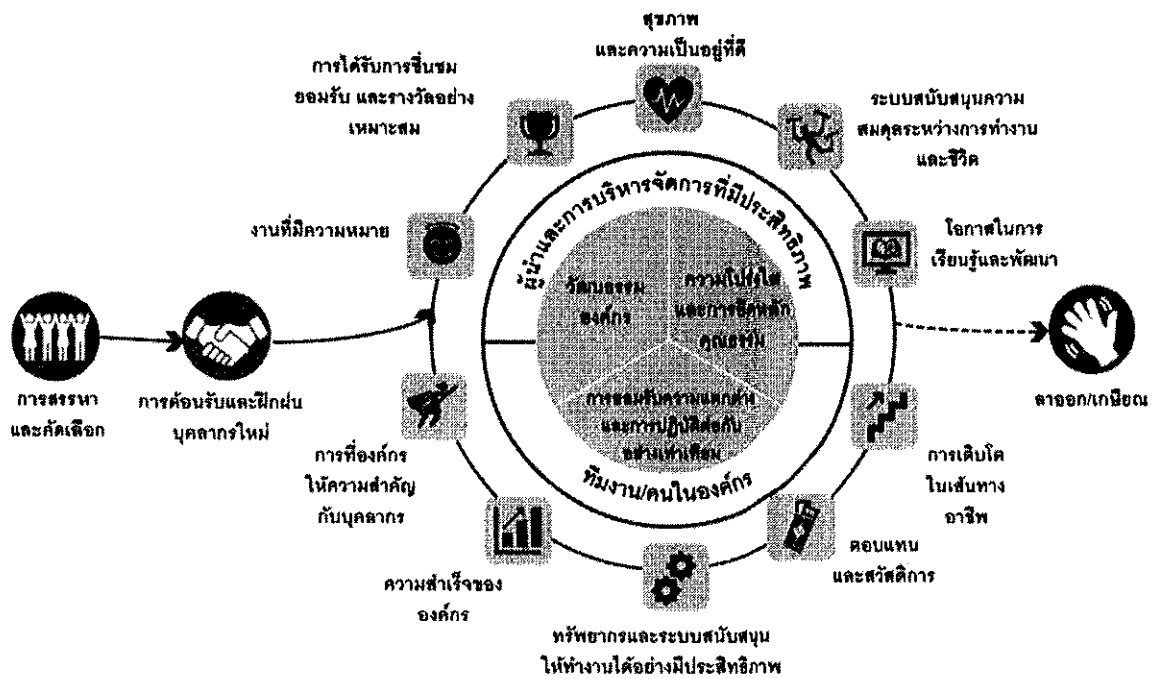 สุขภาพ
และความเป็นอยู่ที่ดี
การได้รับการชื่นชม
ยอมรับ และรางวัลอย่าง
เหมาะสม
ระบบสนับสนุนความ
สมดุลระหว่างการทำงาน
และชีวิต
งานที่มีความหมาย
โอกาสในการ
เรียนรู้และพัฒนา
ผู้นำและการบริหารจัดการที่มีประสิทธิภาพ
วัฒนธรรม
องค์กร
ความโปร่งใส
และการยึดหลัก
คุณธรรม
การยอมรับความแตกต่าง
และการปฏิบัติต่อกัน
อย่างเท่าเทียม
ทีมงาน/คนในองค์กร
การสรรหา
และคัดเลือก
การต้อนรับและฝึกฝน
บุคลากรใหม่
ลาออก/เกษียณ
การที่องค์กร
ให้ความสำคัญ
กับบุคลากร
การเติบโต
ในเส้นทาง
อาชีพ
ความสำเร็จของ
องค์กร
ตอบแทน
และสวัสดิการ
ทรัพยากรและระบบสนับสนุน
ให้ทำงานได้อย่างมีประสิทธิภาพ